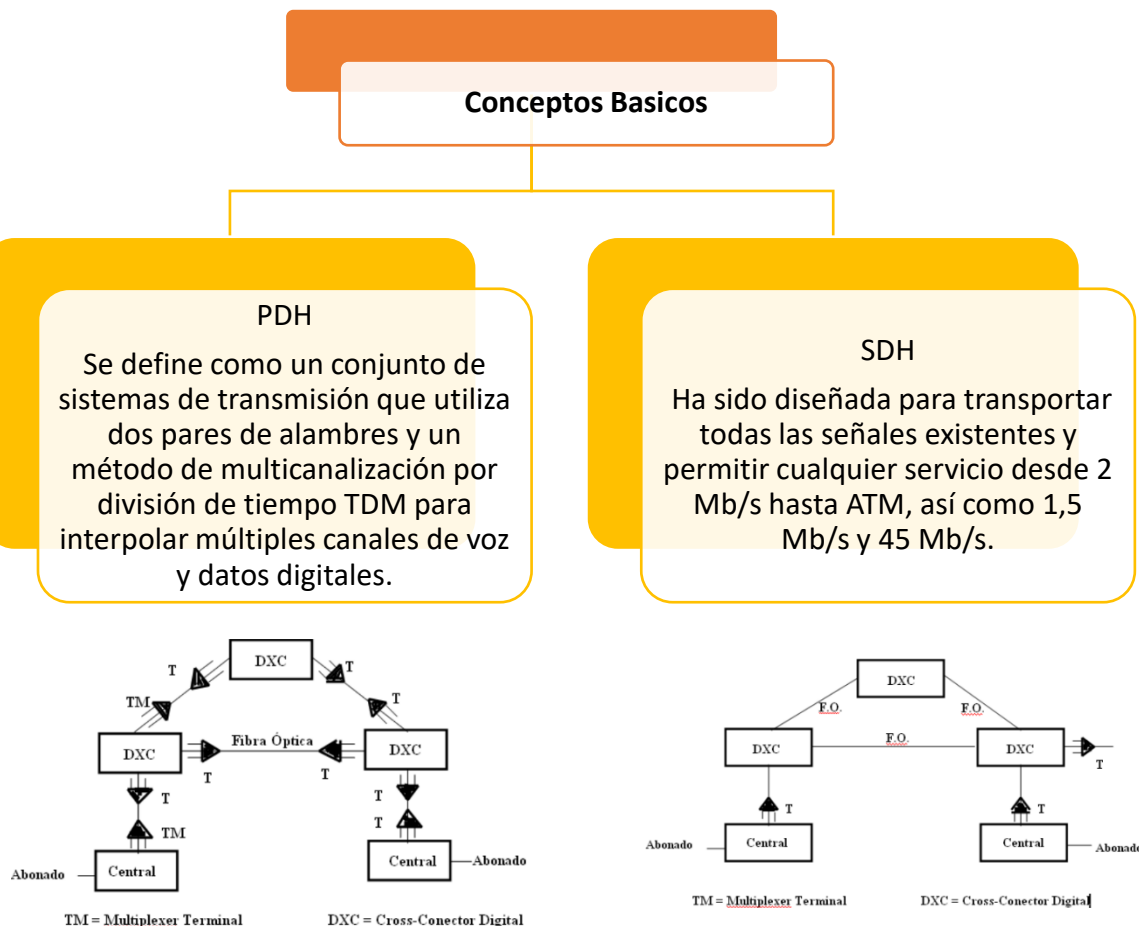 Conceptos Basicos
PDH
Se define como un conjunto de
sistemas de transmisión que utiliza
dos pares de alambres y un
método de multicanalización por
división de tiempo TDM para
interpolar múltiples canales de voz
y datos digitales.
SDH
Ha sido diseñada para transportar
todas las señales existentes y
permitir cualquier servicio desde 2
Mb/s hasta ATM, así como 1,5
Mb/s y 45 Mb/s.
DXC
T
T
TM
T
DXC
Fibra Óptica
DXC
T
T
T
T
TM
T
Central
Abonado
Central
Abonado
TM = Multiplexer Terminal
DXC = Cross-Conector Digital
DXC
F.O.
F.O.
DXC
F.O.
DXC
T
T
T
Abonado
Central
Central
Abonado
TM = Multiplexer Terminal
DXC = Cross-Conector Digital